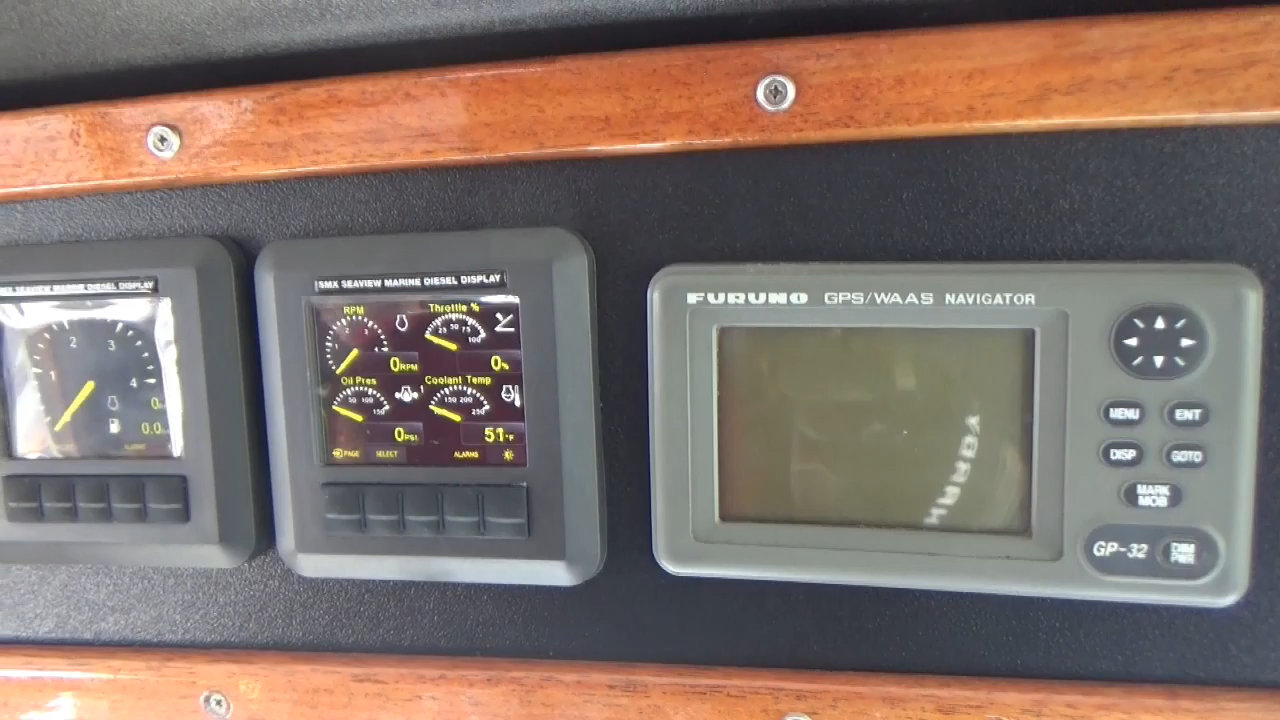 SMX SEAVIEW MARINE DIESEL DISPLAY
1 2 3 4
0
0.0
ALARMS
SMX SEAVIEW MARINE DIESEL DISPLAY
RPM
Throttle %
25 50 75 100
0RPM
0%
Oil Pres
Coolant Temp
50 100 150
150 200 250
0PSI
51°F
PAGE SELECT ALARMS
FURUNO GPS/WAAS NAVIGATOR
MENU ENT
DISP GOTO
MARK
MOB
GP-32
DIM
PWR